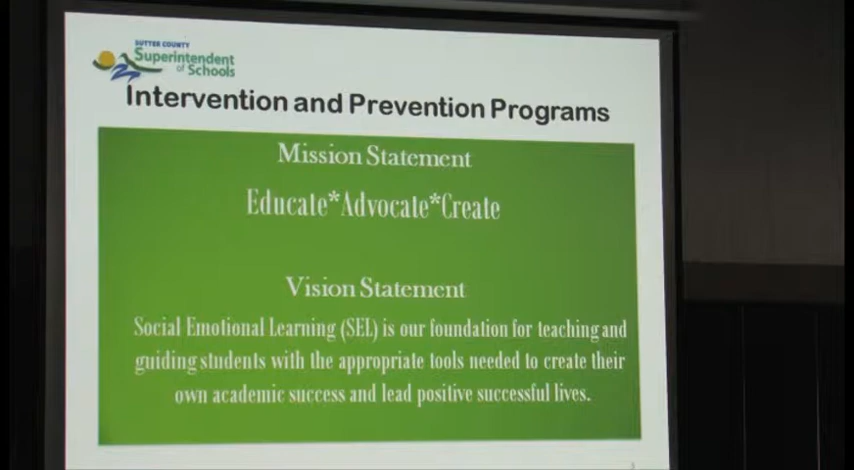 SUTTER COUNTY
Superintendent
of Schools
Intervention and Prevention Programs
Mission Statement
Educate*Advocate*Create
Vision Statement
Social Emotional Learning (SEL) is our foundation for teaching and
guiding students with the appropriate tools needed to create their
own academic success and lead positive successful lives.
3